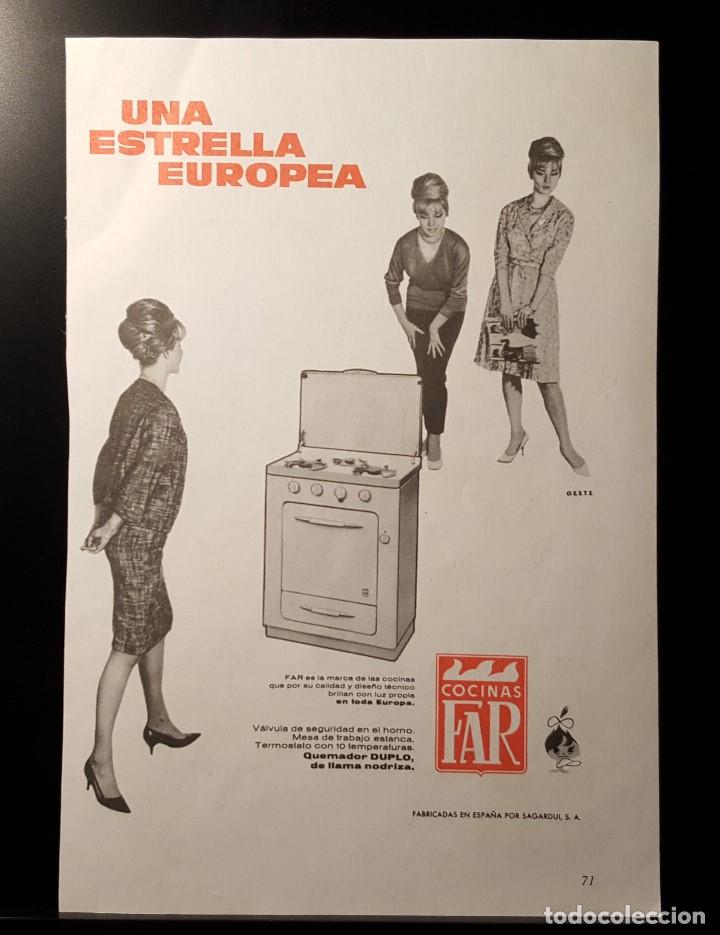 UNA
ESTRELLA
EUROPEA
O.E.S.T.E.
FAR es la marca de las cocinas
que por su calidad y diseño técnico
brillan con luz propia
en toda Europa.
Válvula de seguridad en el horno.
Mesa de trabajo estanca.
Termostato con 10 temperaturas.
Quemador DUPLO,
de llama nodriza.
COCINAS
FAR
FABRICADAS EN ESPAÑA POR SAGARDUI, S. A.
71
todocoleccion